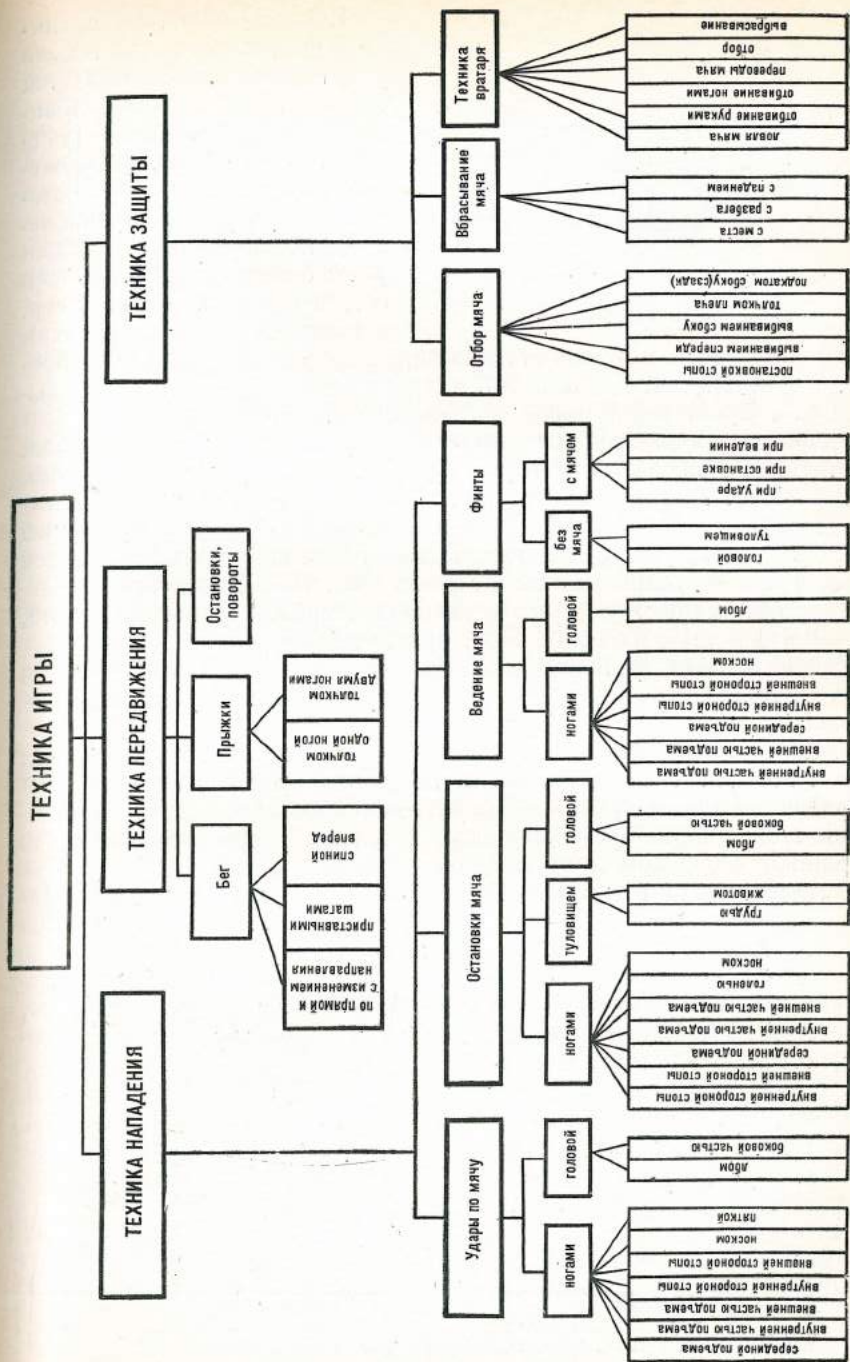 ТЕХНИКА ИГРЫ
ТЕХНИКА НАПАДЕНИЯ
ТЕХНИКА ПЕРЕДВИЖЕНИЯ
ТЕХНИКА ЗАЩИТЫ
Бег
Прыжки
Остановки,
повороты
по прямой и
с изменением
направления
приставными
шагами
спиной
вперед
толчком
одной ногой
толчком
двумя ногами
Удары по мячу
ногами
серединой подъема
внутренней частью подъема
внешней частью подъема
внутренней стороной стопы
внешней стороной стопы
носком
пяткой
головой
лбом
боковой частью
Остановки мяча
ногами
внутренней стороной стопы
внешней стороной стопы
серединой подъема
внутренней частью подъема
внешней частью подъема
голенью
носком
туловищем
грудью
животом
головой
лбом
боковой частью
Ведение мяча
ногами
внутренней частью подъема
внешней частью подъема
серединой подъема
внутренней стороной стопы
внешней стороной стопы
носком
головой
лбом
Финты
без
мяча
головой
туловищем
с мячом
при ударе
при остановке
при ведении
Отбор мяча
постановкой стопы
выбиванием спереди
выбиванием сбоку
толчком плеча
подкатом сбоку(сзади)
Вбрасывание
мяча
с места
с разбега
с падением
Техника
вратаря
ловля мяча
отбивание руками
отбивание ногами
переводы мяча
отбор
выбрасывание